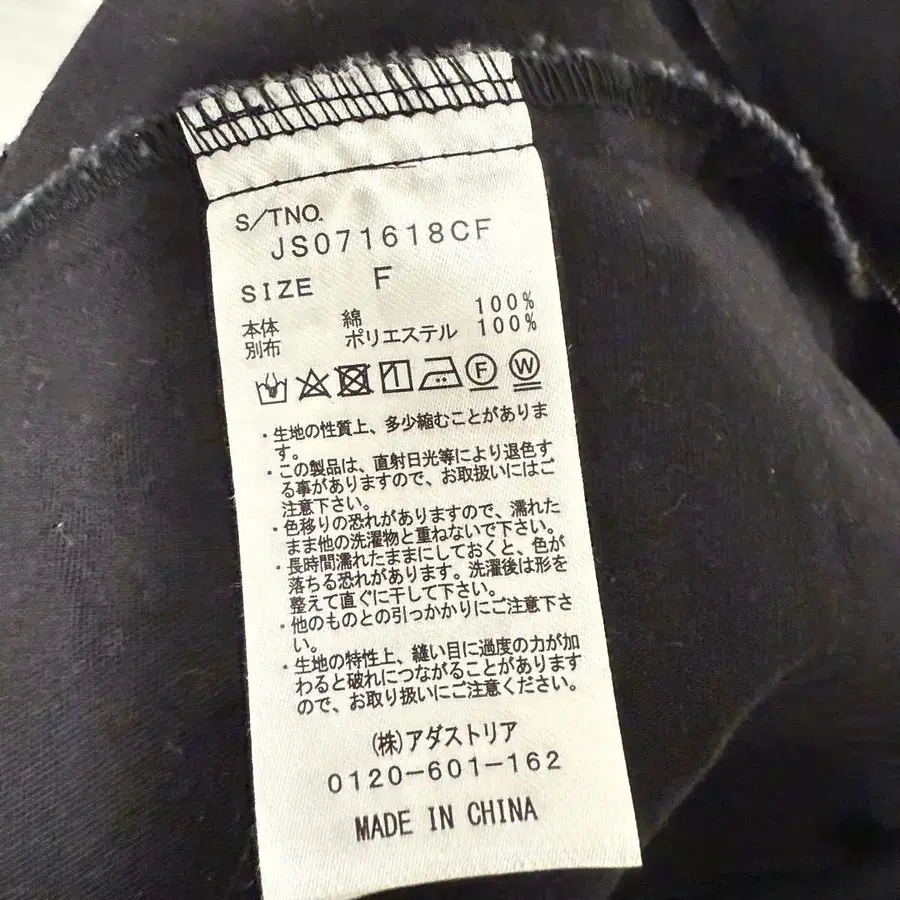 S/TNO.
JS071618CF
SIZE F
本体 綿 100%
別布 ポリエステル 100%
F W
・生地の性質上、多少縮むことがありま
す。
・この製品は、直射日光等により退色す
る事がありますので、お取扱いにはご
注意下さい。
・色移りの恐れがありますので、濡れた
まま他の洗濯物と重ねないで下さい。
・長時間濡れたままにしておくと、色が
落ちる恐れがあります。洗濯後は形を
整えて直ぐに干して下さい。
・他のものとの引っかかりにご注意下さ
い。
・生地の特性上、縫い目に過度の力が加
わると破れにつながることがあります
ので、お取り扱いにご注意ください。
(株)アダストリア
0120-601-162
MADE IN CHINA